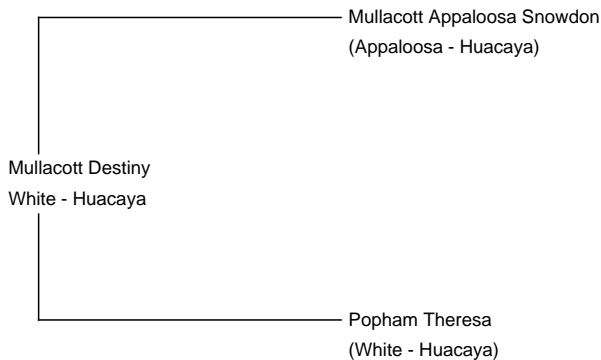 Mullacott Appaloosa Snowdon
(Appaloosa - Huacaya)
Mullacott Destiny
White - Huacaya
Popham Theresa
(White - Huacaya)